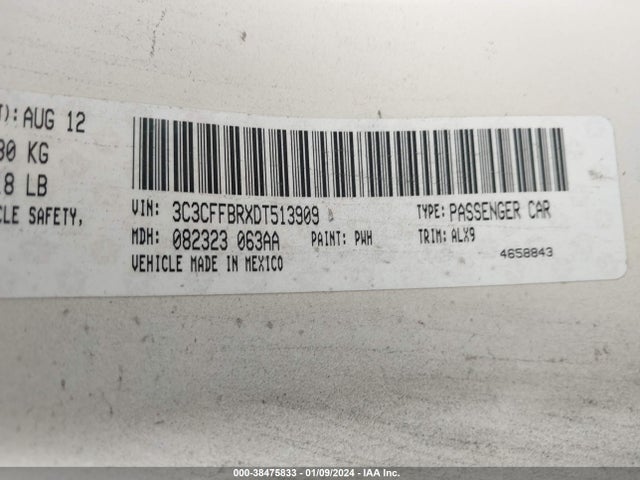 T): AUG 12
80 KG
8 LB
CLE SAFETY,
VIN: 3C3CFFBRXDT513909 TYPE: PASSENGER CAR
MDH: 082323 063AA PAINT: PWH TRIM: ALX9
VEHICLE MADE IN MEXICO 4658843
000-38475833 - 01/09/2024 - IAA Inc.